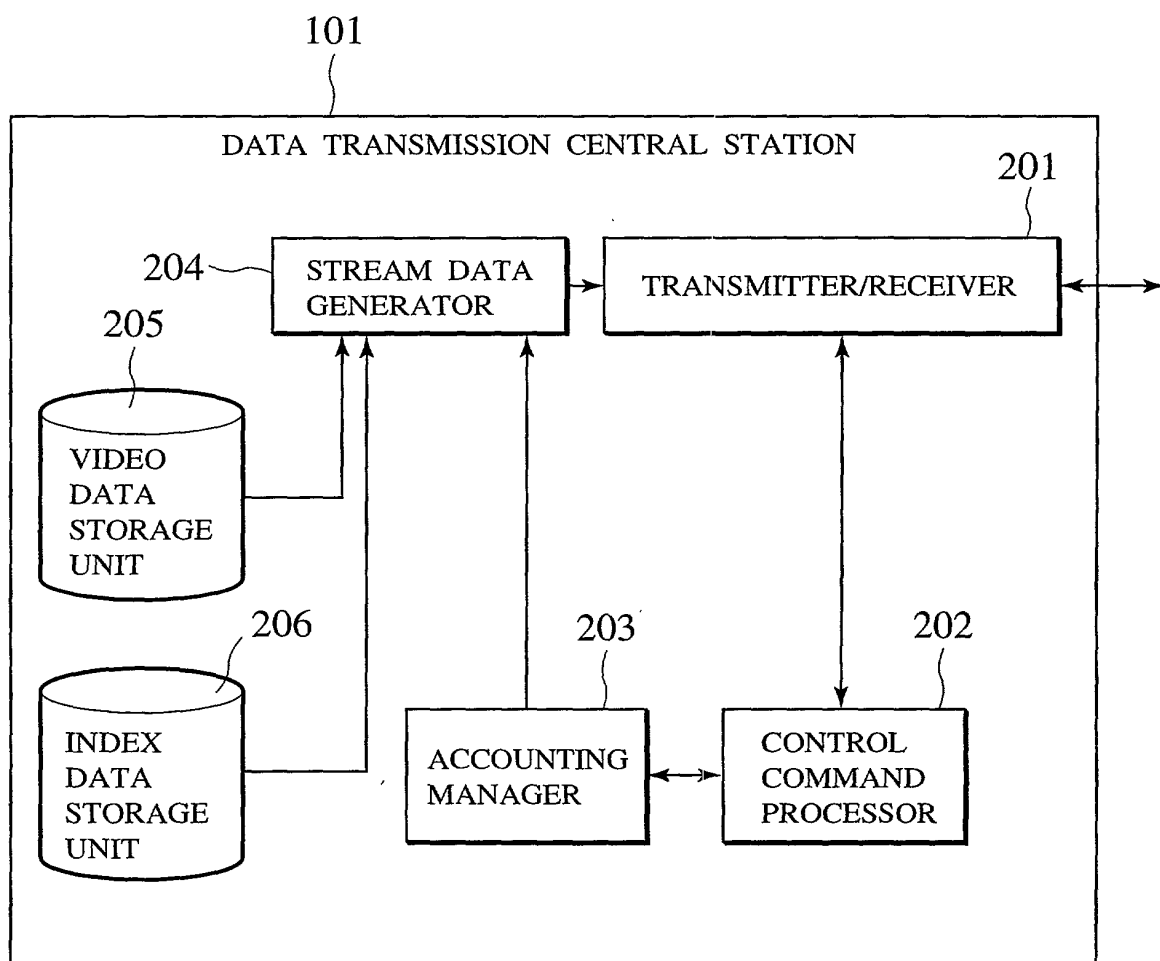 101
DATA TRANSMISSION CENTRAL STATION
201
204
STREAM DATA
GENERATOR
TRANSMITTER/RECEIVER
205
VIDEO
DATA
STORAGE
UNIT
206
INDEX
DATA
STORAGE
UNIT
203
ACCOUNTING
MANAGER
202
CONTROL
COMMAND
PROCESSOR